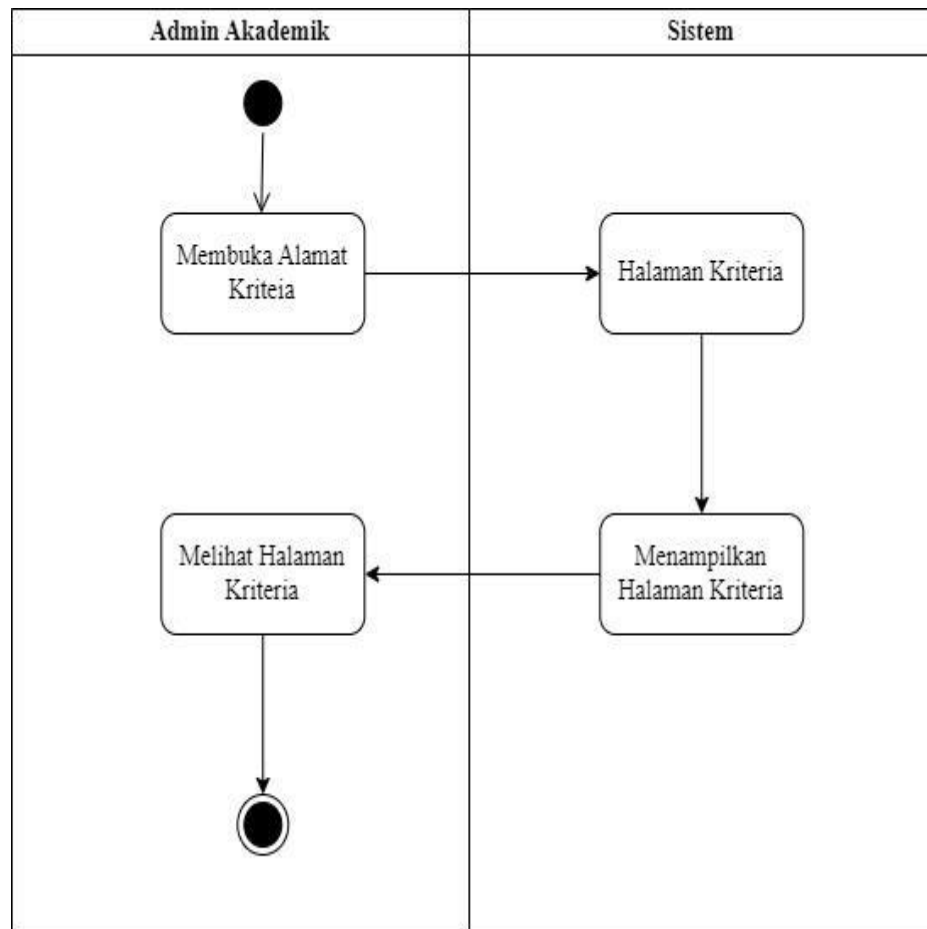 Admin Akademik
Sistem
Membuka Alamat
Kriteia
Halaman Kriteria
Melihat Halaman
Kriteria
Menampilkan
Halaman Kriteria